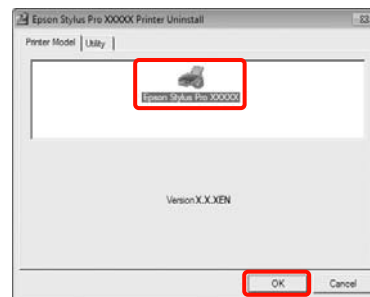 Epson Stylus Pro XXXXX Printer Uninstall
Printer Model Utility
Epson Stylus Pro XXXXX
Version X.X.XEN
OK Cancel